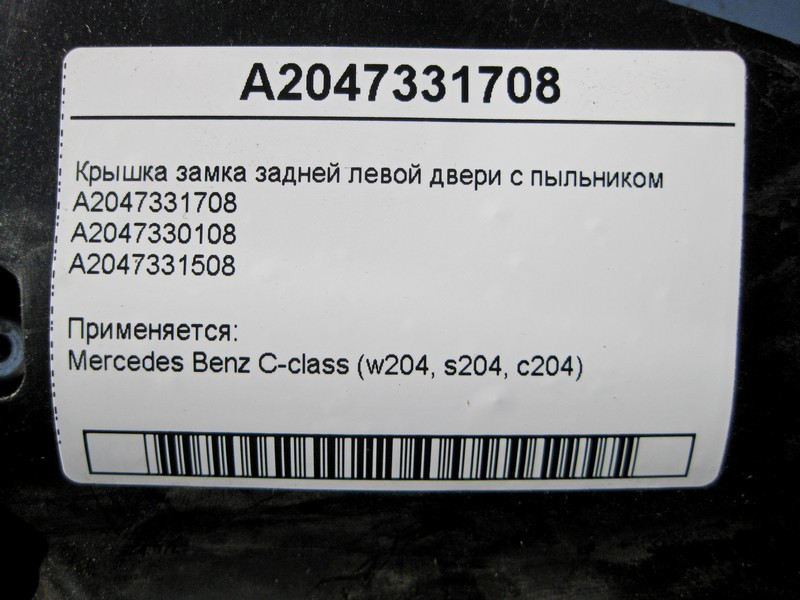 A2047331708
Крышка замка задней левой двери с пыльником
A2047331708
A2047330108
A2047331508
Применяется:
Mercedes Benz C-class (w204, s204, c204)